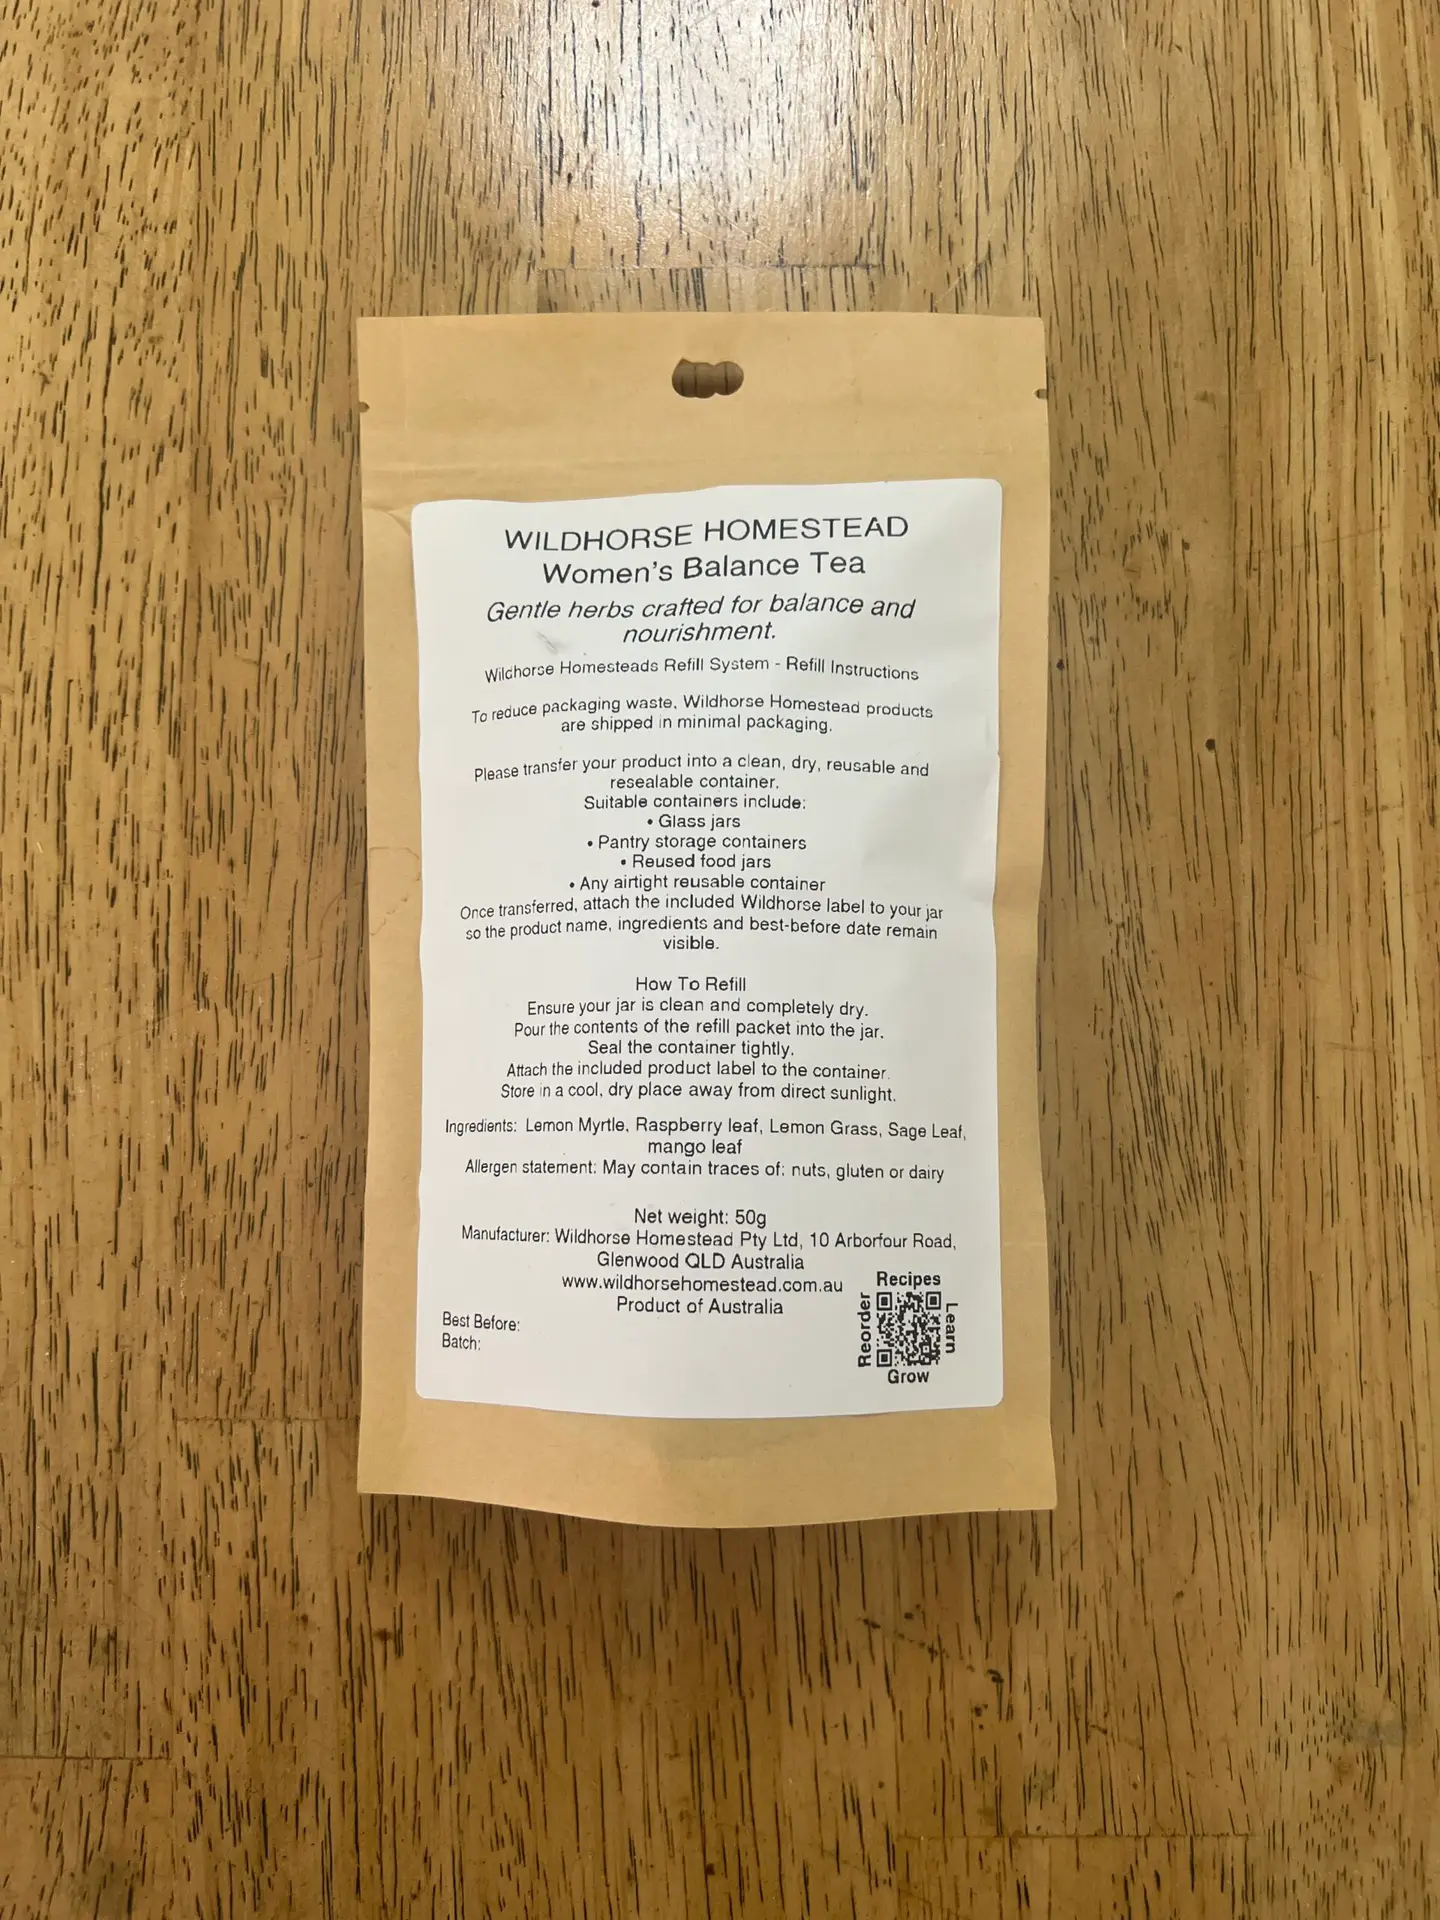 WILDHORSE HOMESTEAD
Women's Balance Tea
Gentle herbs crafted for balance and
nourishment.
Wildhorse Homesteads Refill System - Refill Instructions
To reduce packaging waste, Wildhorse Homestead products
are shipped in minimal packaging.
Please transfer your product into a clean, dry, reusable and
resealable container.
Suitable containers include:
• Glass jars
• Pantry storage containers
• Reused food jars
• Any airtight reusable container
Once transferred, attach the included Wildhorse label to your jar
so the product name, ingredients and best-before date remain
visible.
How To Refill
Ensure your jar is clean and completely dry.
Pour the contents of the refill packet into the jar.
Seal the container tightly.
Attach the included product label to the container.
Store in a cool, dry place away from direct sunlight.
Ingredients: Lemon Myrtle, Raspberry leaf, Lemon Grass, Sage Leaf,
mango leaf
Allergen statement: May contain traces of: nuts, gluten or dairy
Net weight: 50g
Manufacturer: Wildhorse Homestead Pty Ltd, 10 Arborfour Road,
Glenwood QLD Australia
www.wildhorsehomestead.com.au
Product of Australia
Best Before:
Batch:
Recipes
Reorder
Learn
Grow